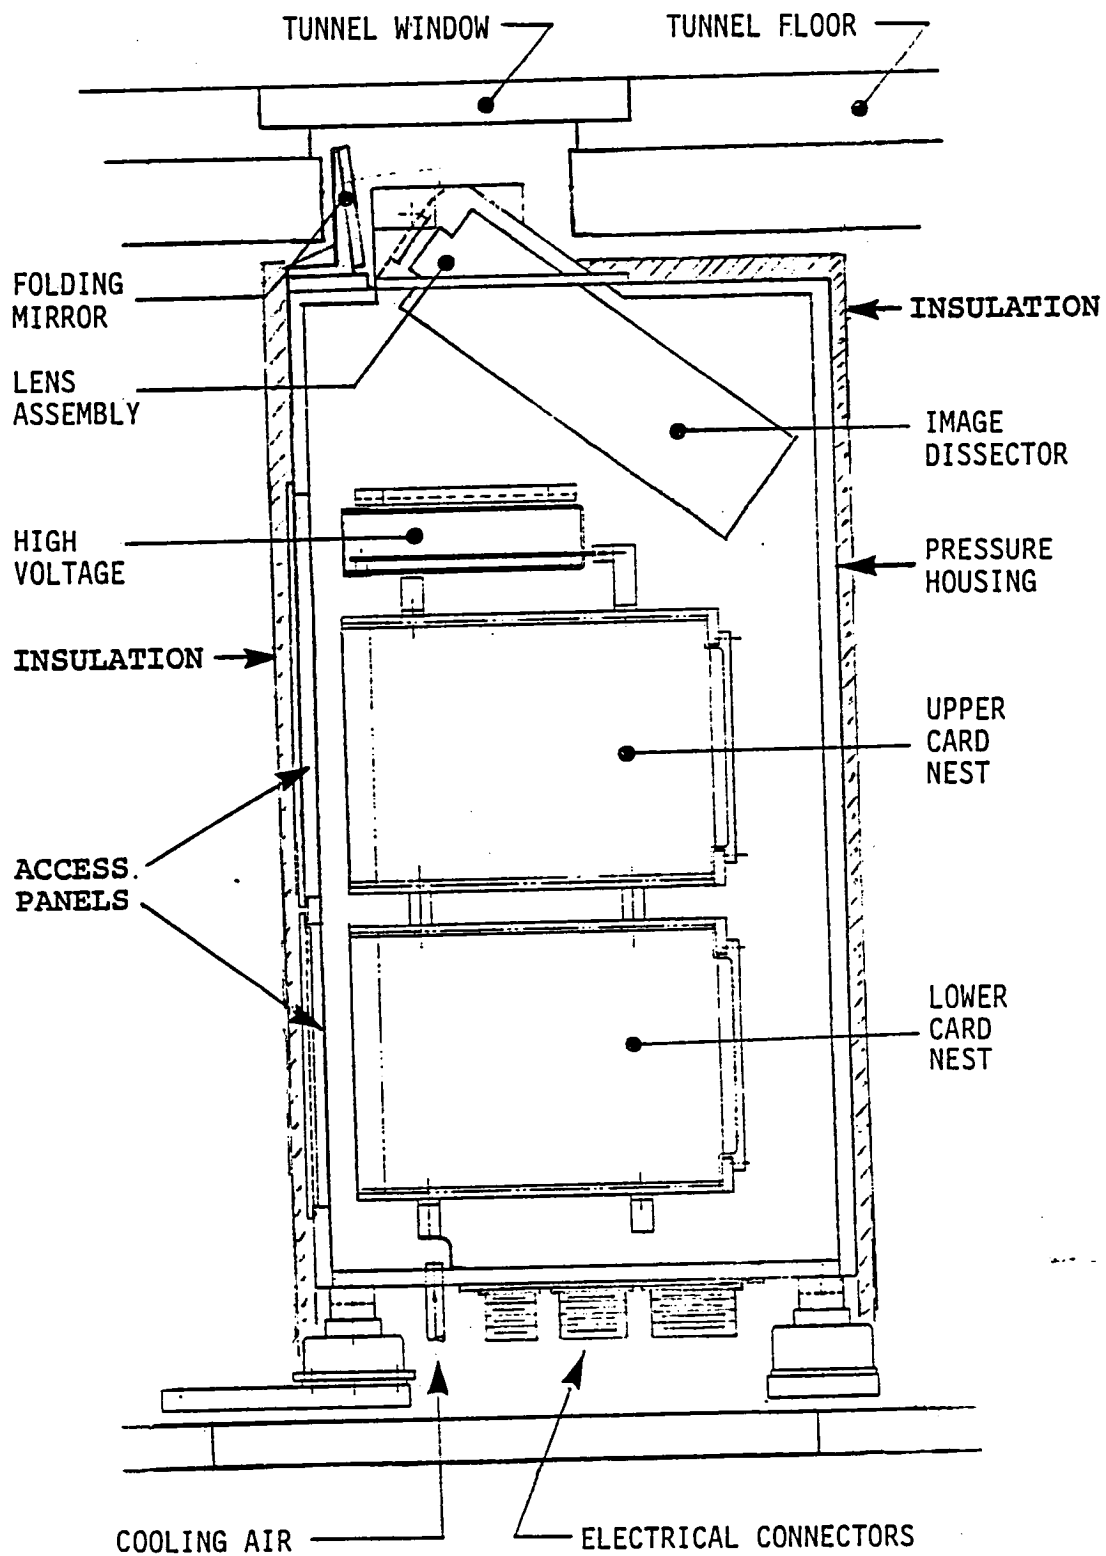 TUNNEL WINDOW
TUNNEL FLOOR
FOLDING
MIRROR
INSULATION
LENS
ASSEMBLY
IMAGE
DISSECTOR
HIGH
VOLTAGE
PRESSURE
HOUSING
INSULATION
UPPER
CARD
NEST
ACCESS
PANELS
LOWER
CARD
NEST
COOLING AIR
ELECTRICAL CONNECTORS